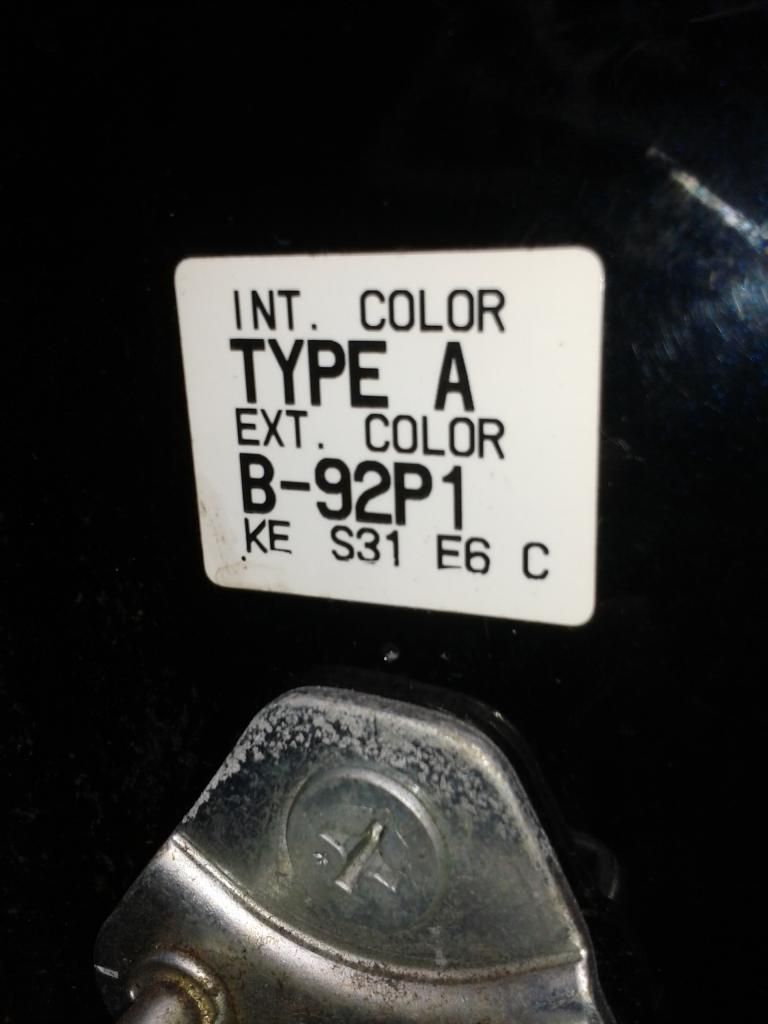 INT. COLOR
TYPE A
EXT. COLOR
B-92P1
KE S31 E6 C